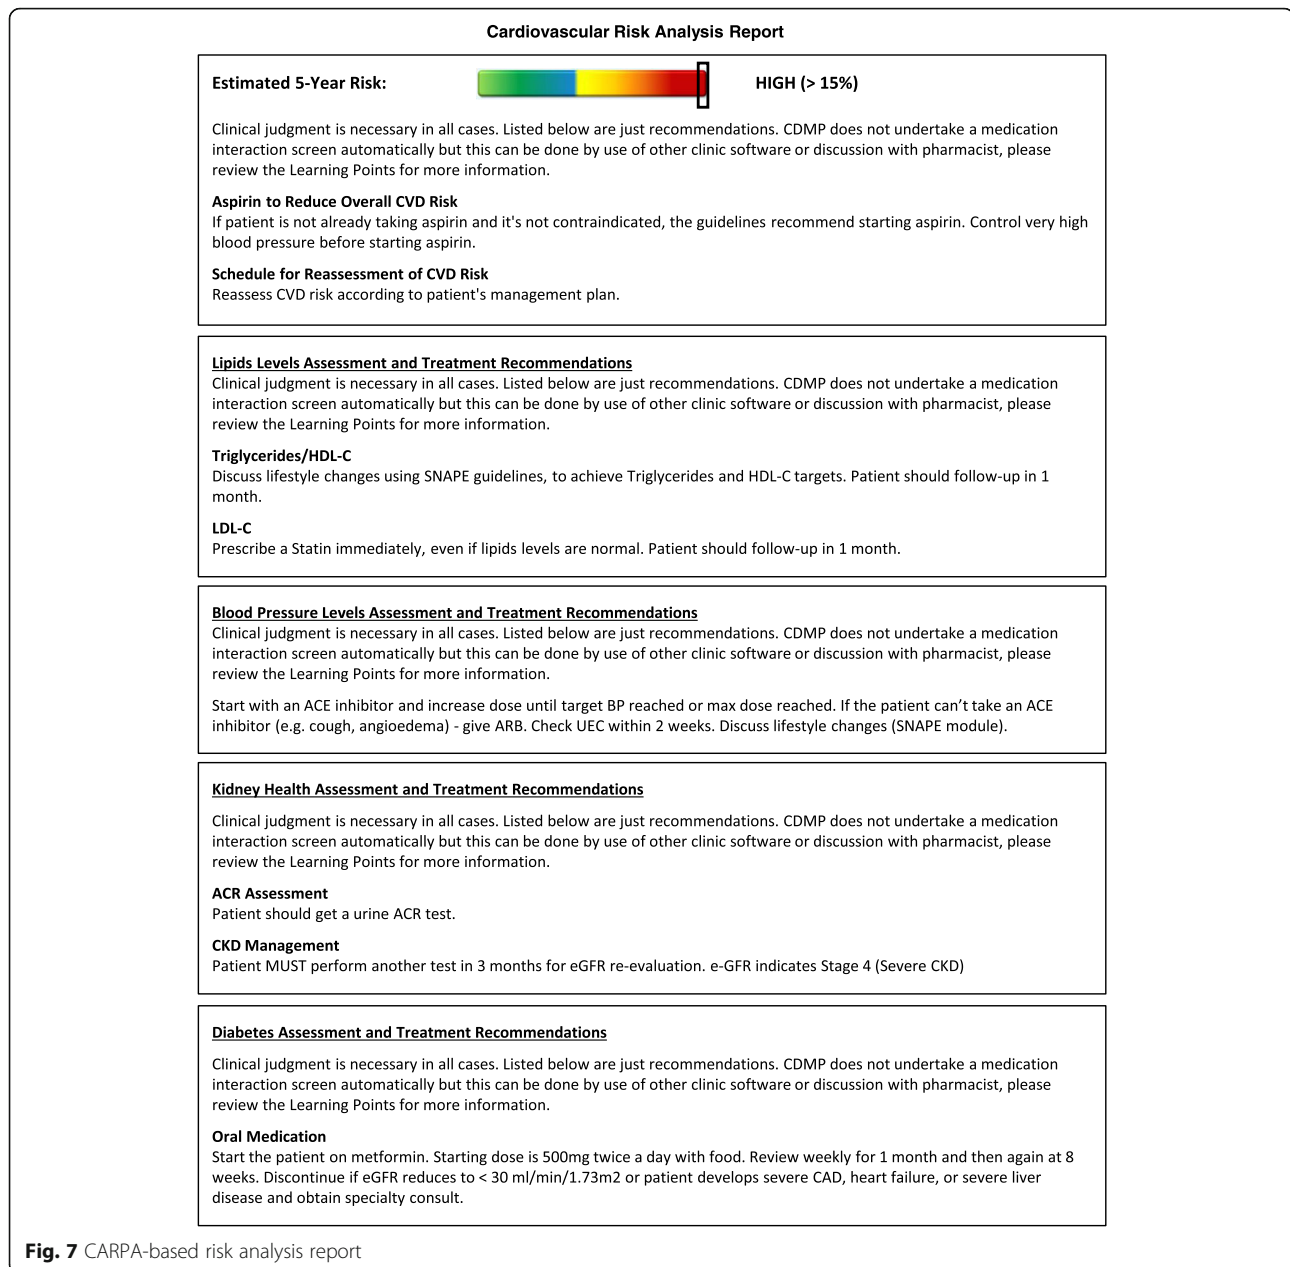 Cardiovascular Risk Analysis Report
Estimated 5-Year Risk: HIGH (> 15%)
Clinical judgment is necessary in all cases. Listed below are just recommendations. CDMP does not undertake a medication
interaction screen automatically but this can be done by use of other clinic software or discussion with pharmacist, please
review the Learning Points for more information.
Aspirin to Reduce Overall CVD Risk
If patient is not already taking aspirin and it's not contraindicated, the guidelines recommend starting aspirin. Control very high
blood pressure before starting aspirin.
Schedule for Reassessment of CVD Risk
Reassess CVD risk according to patient's management plan.
Lipids Levels Assessment and Treatment Recommendations
Clinical judgment is necessary in all cases. Listed below are just recommendations. CDMP does not undertake a medication
interaction screen automatically but this can be done by use of other clinic software or discussion with pharmacist, please
review the Learning Points for more information.
Triglycerides/HDL-C
Discuss lifestyle changes using SNAPE guidelines, to achieve Triglycerides and HDL-C targets. Patient should follow-up in 1
month.
LDL-C
Prescribe a Statin immediately, even if lipids levels are normal. Patient should follow-up in 1 month.
Blood Pressure Levels Assessment and Treatment Recommendations
Clinical judgment is necessary in all cases. Listed below are just recommendations. CDMP does not undertake a medication
interaction screen automatically but this can be done by use of other clinic software or discussion with pharmacist, please
review the Learning Points for more information.
Start with an ACE inhibitor and increase dose until target BP reached or max dose reached. If the patient can’t take an ACE
inhibitor (e.g. cough, angioedema) - give ARB. Check UEC within 2 weeks. Discuss lifestyle changes (SNAPE module).
Kidney Health Assessment and Treatment Recommendations
Clinical judgment is necessary in all cases. Listed below are just recommendations. CDMP does not undertake a medication
interaction screen automatically but this can be done by use of other clinic software or discussion with pharmacist, please
review the Learning Points for more information.
ACR Assessment
Patient should get a urine ACR test.
CKD Management
Patient MUST perform another test in 3 months for eGFR re-evaluation. e-GFR indicates Stage 4 (Severe CKD)
Diabetes Assessment and Treatment Recommendations
Clinical judgment is necessary in all cases. Listed below are just recommendations. CDMP does not undertake a medication
interaction screen automatically but this can be done by use of other clinic software or discussion with pharmacist, please
review the Learning Points for more information.
Oral Medication
Start the patient on metformin. Starting dose is 500mg twice a day with food. Review weekly for 1 month and then again at 8
weeks. Discontinue if eGFR reduces to < 30 ml/min/1.73m2 or patient develops severe CAD, heart failure, or severe liver
disease and obtain specialty consult.
Fig. 7 CARPA-based risk analysis report